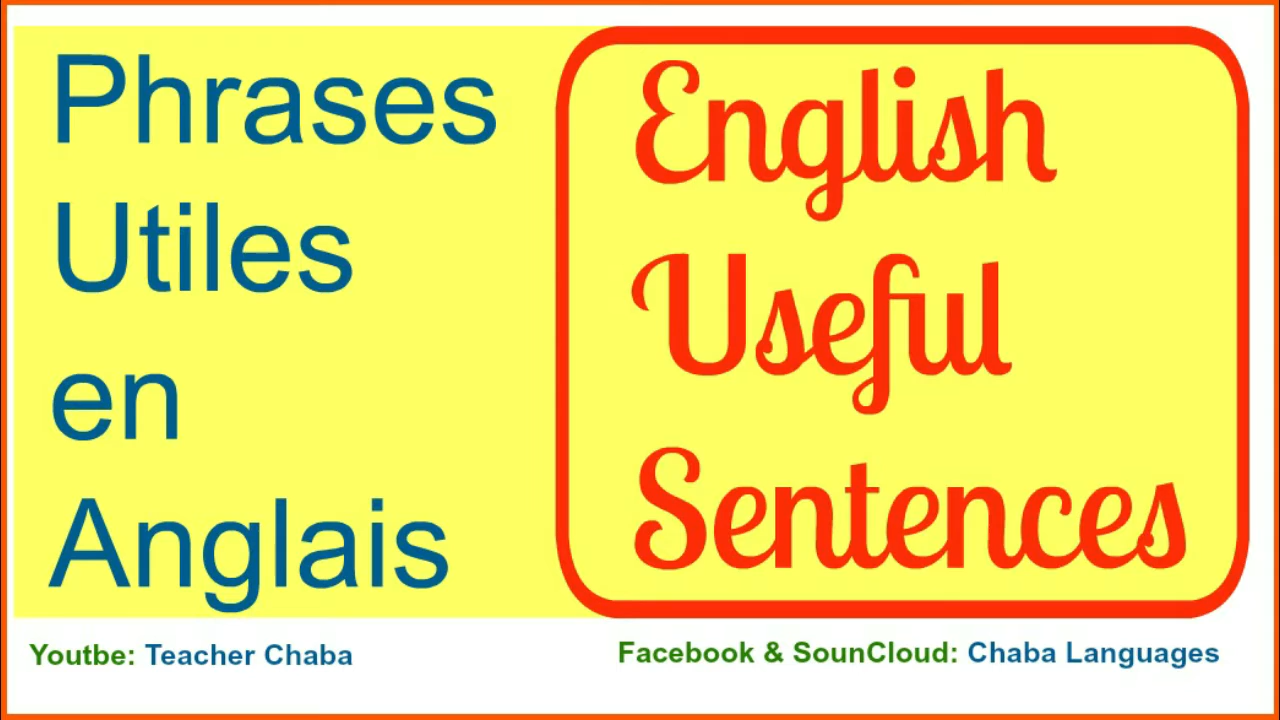 Phrases
Utiles
en
Anglais
English
Useful
Sentences
Youtbe: Teacher Chaba
Facebook & SounCloud: Chaba Languages